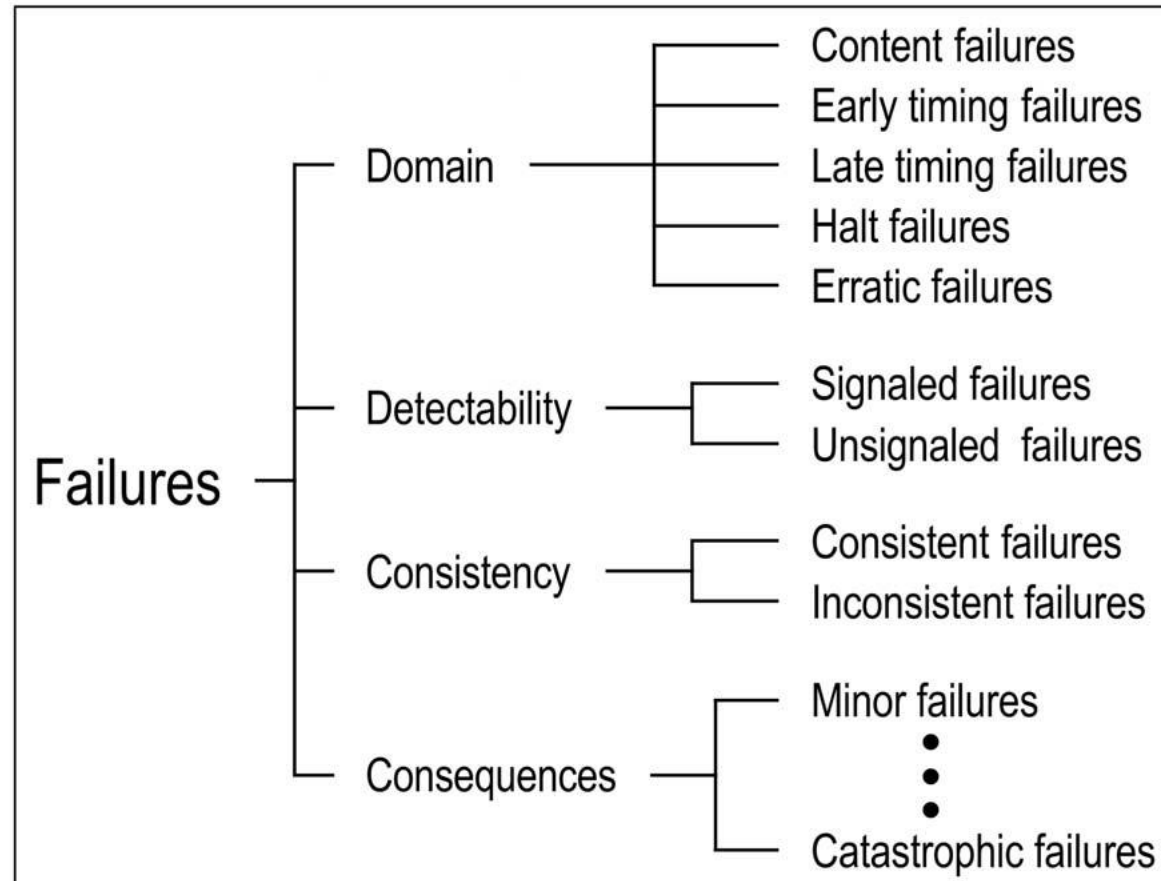 Failures
Domain
Content failures
Early timing failures
Late timing failures
Halt failures
Erratic failures
Detectability
Signaled failures
Unsignaled failures
Consistency
Consistent failures
Inconsistent failures
Consequences
Minor failures
Catastrophic failures